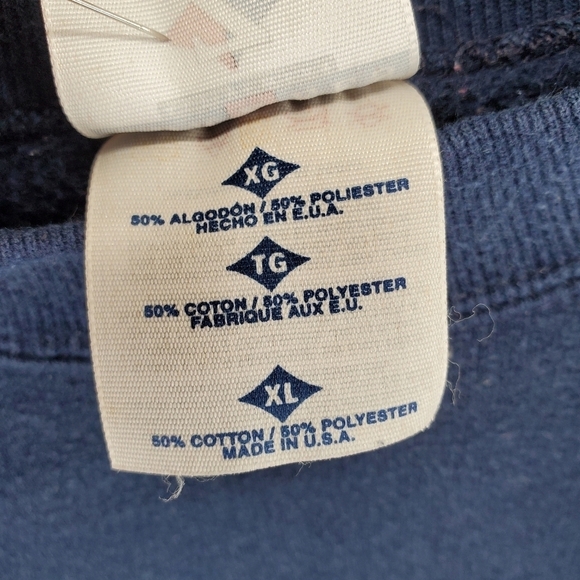 XG
50% ALGODÓN / 50% POLIESTER
HECHO EN E.U.A.
TG
50% COTON / 50% POLYESTER
FABRIQUE AUX E.U.
XL
50% COTTON / 50% POLYESTER
MADE IN U.S.A.